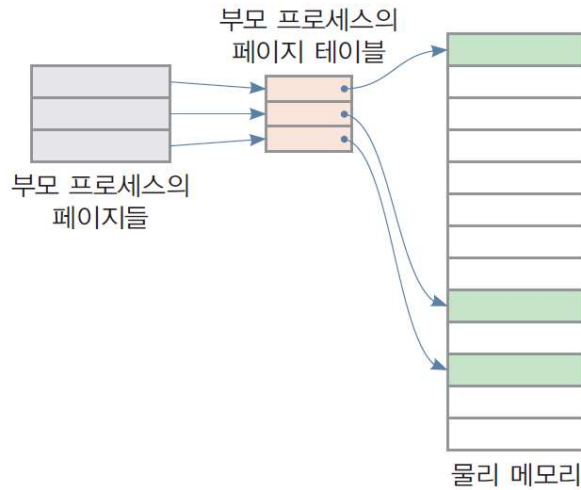 부모 프로세스의
페이지 테이블
부모 프로세스의
페이지들
물리 메모리